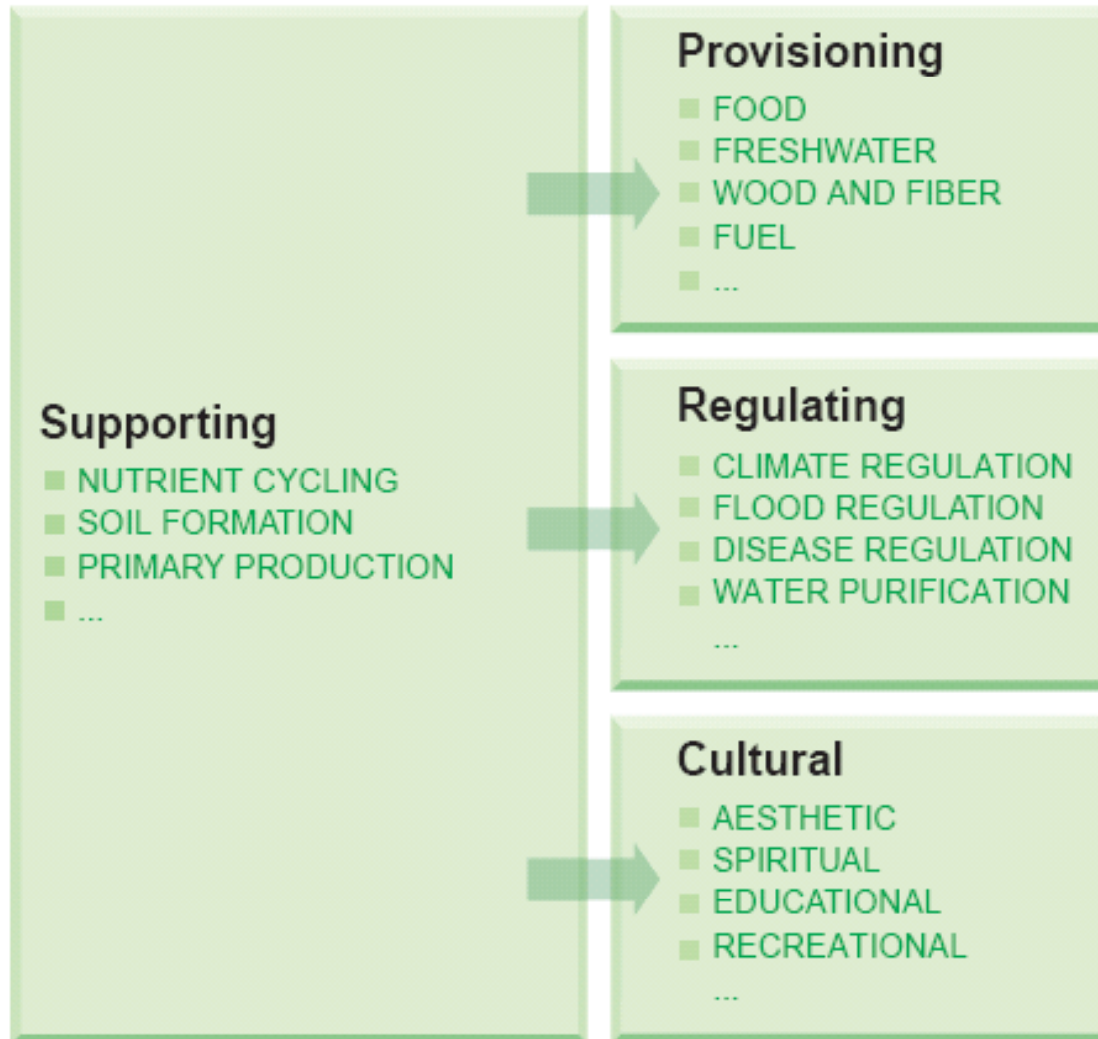 Supporting
NUTRIENT CYCLING
SOIL FORMATION
PRIMARY PRODUCTION
...
Provisioning
FOOD
FRESHWATER
WOOD AND FIBER
FUEL
...
Regulating
CLIMATE REGULATION
FLOOD REGULATION
DISEASE REGULATION
WATER PURIFICATION
...
Cultural
AESTHETIC
SPIRITUAL
EDUCATIONAL
RECREATIONAL
...